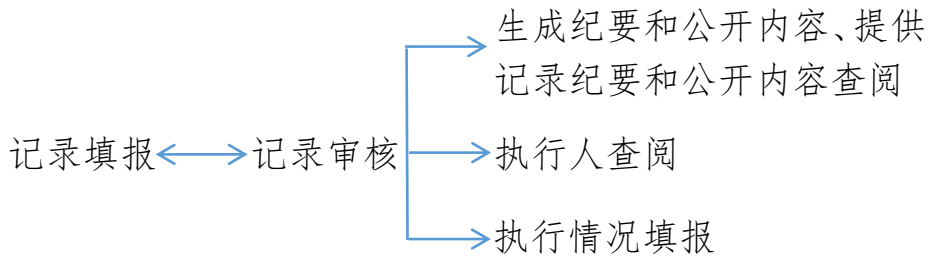 生成纪要和公开内容、提供
记录纪要和公开内容查阅
记录填报
记录审核
执行人查阅
执行情况填报